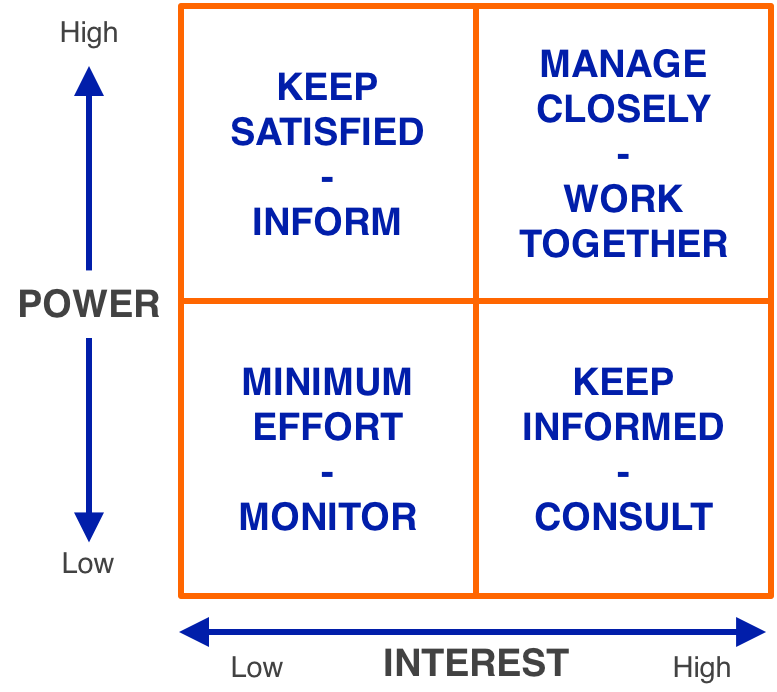 High
KEEP
SATISFIED
-
INFORM
MANAGE
CLOSELY
-
WORK
TOGETHER
POWER
MINIMUM
EFFORT
-
MONITOR
KEEP
INFORMED
-
CONSULT
Low
Low
INTEREST
High